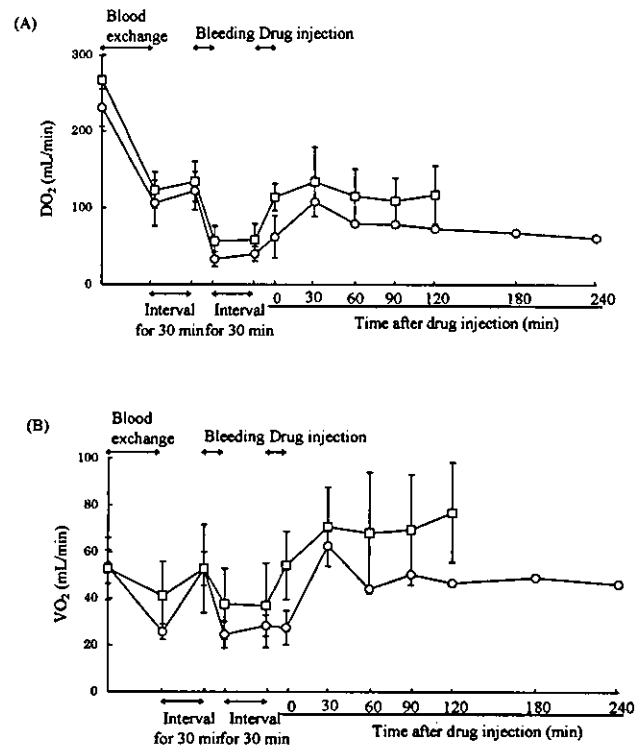 (A)
Blood
exchange
Bleeding Drug injection
300
200
100
0
DO2 (mL/min)
0 30 60 90 120 180 240
Interval Interval
for 30 min for 30 min
Time after drug injection (min)
(B)
Blood
exchange
Bleeding Drug injection
100
80
60
40
20
0
VO2 (mL/min)
0 30 60 90 120 180 240
Interval Interval
for 30 min for 30 min
Time after drug injection (min)